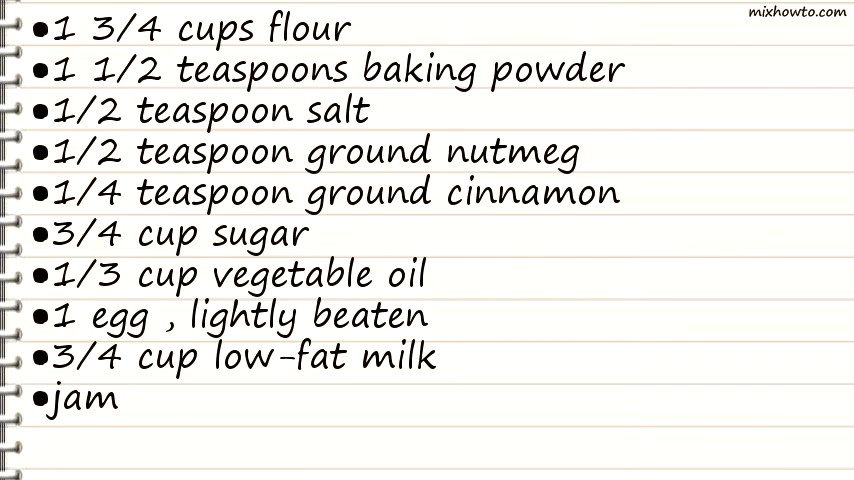 mixhowto.com
•1 3/4 cups flour
•1 1/2 teaspoons baking powder
•1/2 teaspoon salt
•1/2 teaspoon ground nutmeg
•1/4 teaspoon ground cinnamon
•3/4 cup sugar
•1/3 cup vegetable oil
•1 egg , lightly beaten
•3/4 cup low-fat milk
•jam